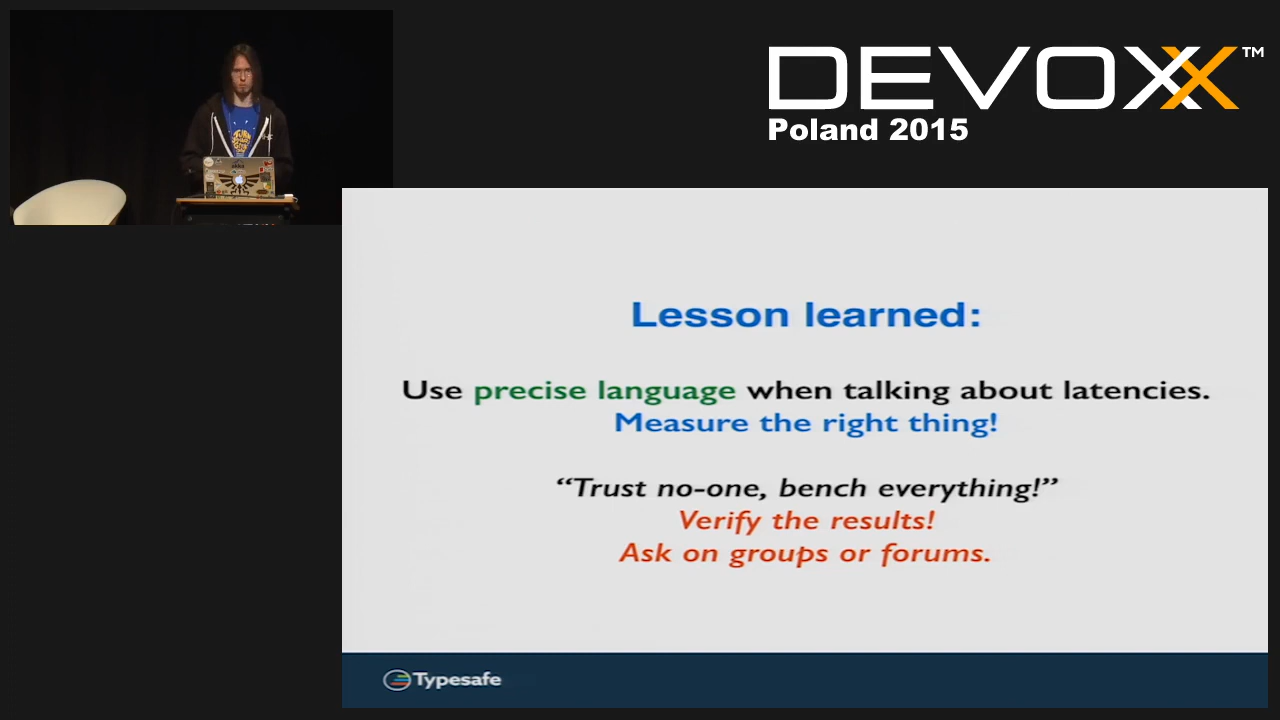 DEVOXX™
Poland 2015
Lesson learned:
Use precise language when talking about latencies.
Measure the right thing!
“Trust no-one, bench everything!”
Verify the results!
Ask on groups or forums.
Typesafe